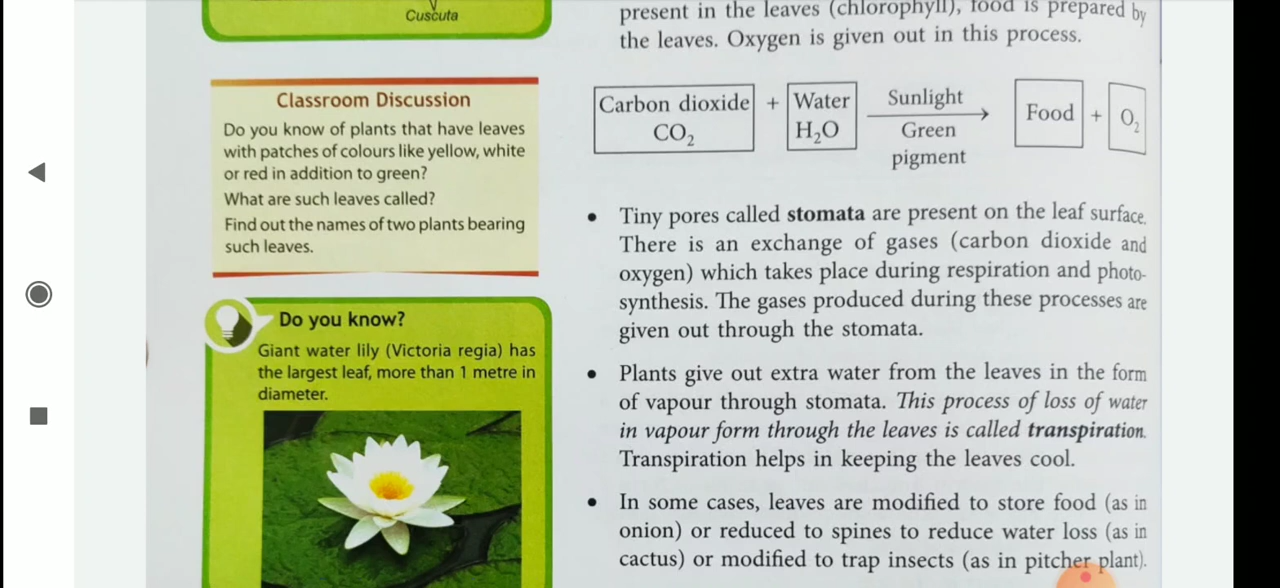 Cuscuta
Classroom Discussion
Do you know of plants that have leaves
with patches of colours like yellow, white
or red in addition to green?
What are such leaves called?
Find out the names of two plants bearing
such leaves.
Do you know?
Giant water lily (Victoria regia) has
the largest leaf, more than 1 metre in
diameter.
present in the leaves (chlorophyll), food is prepared by
the leaves. Oxygen is given out in this process.
Carbon dioxide + Water Sunlight Food + O₂
CO₂ H₂O Green
pigment
• Tiny pores called stomata are present on the leaf surface.
There is an exchange of gases (carbon dioxide and
oxygen) which takes place during respiration and photo-
synthesis. The gases produced during these processes are
given out through the stomata.
• Plants give out extra water from the leaves in the form
of vapour through stomata. This process of loss of water
in vapour form through the leaves is called transpiration.
Transpiration helps in keeping the leaves cool.
• In some cases, leaves are modified to store food (as in
onion) or reduced to spines to reduce water loss (as in
cactus) or modified to trap insects (as in pitcher plant).